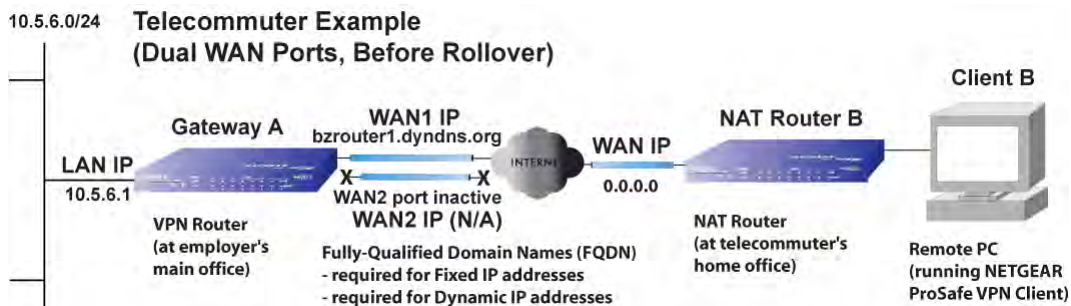 10.5.6.0/24
Telecommuter Example
(Dual WAN Ports, Before Rollover)
Client B
WAN1 IP
bzrouter1.dyndns.org
Gateway A
NAT Router B
LAN IP
10.5.6.1
INTERNE
WAN IP
0.0.0.0
X X
WAN2 port inactive
WAN2 IP (N/A)
VPN Router
(at employer's
main office)
Fully-Qualified Domain Names (FQDN)
- required for Fixed IP addresses
- required for Dynamic IP addresses
NAT Router
(at telecommuter's
home office)
Remote PC
(running NETGEAR
ProSafe VPN Client)